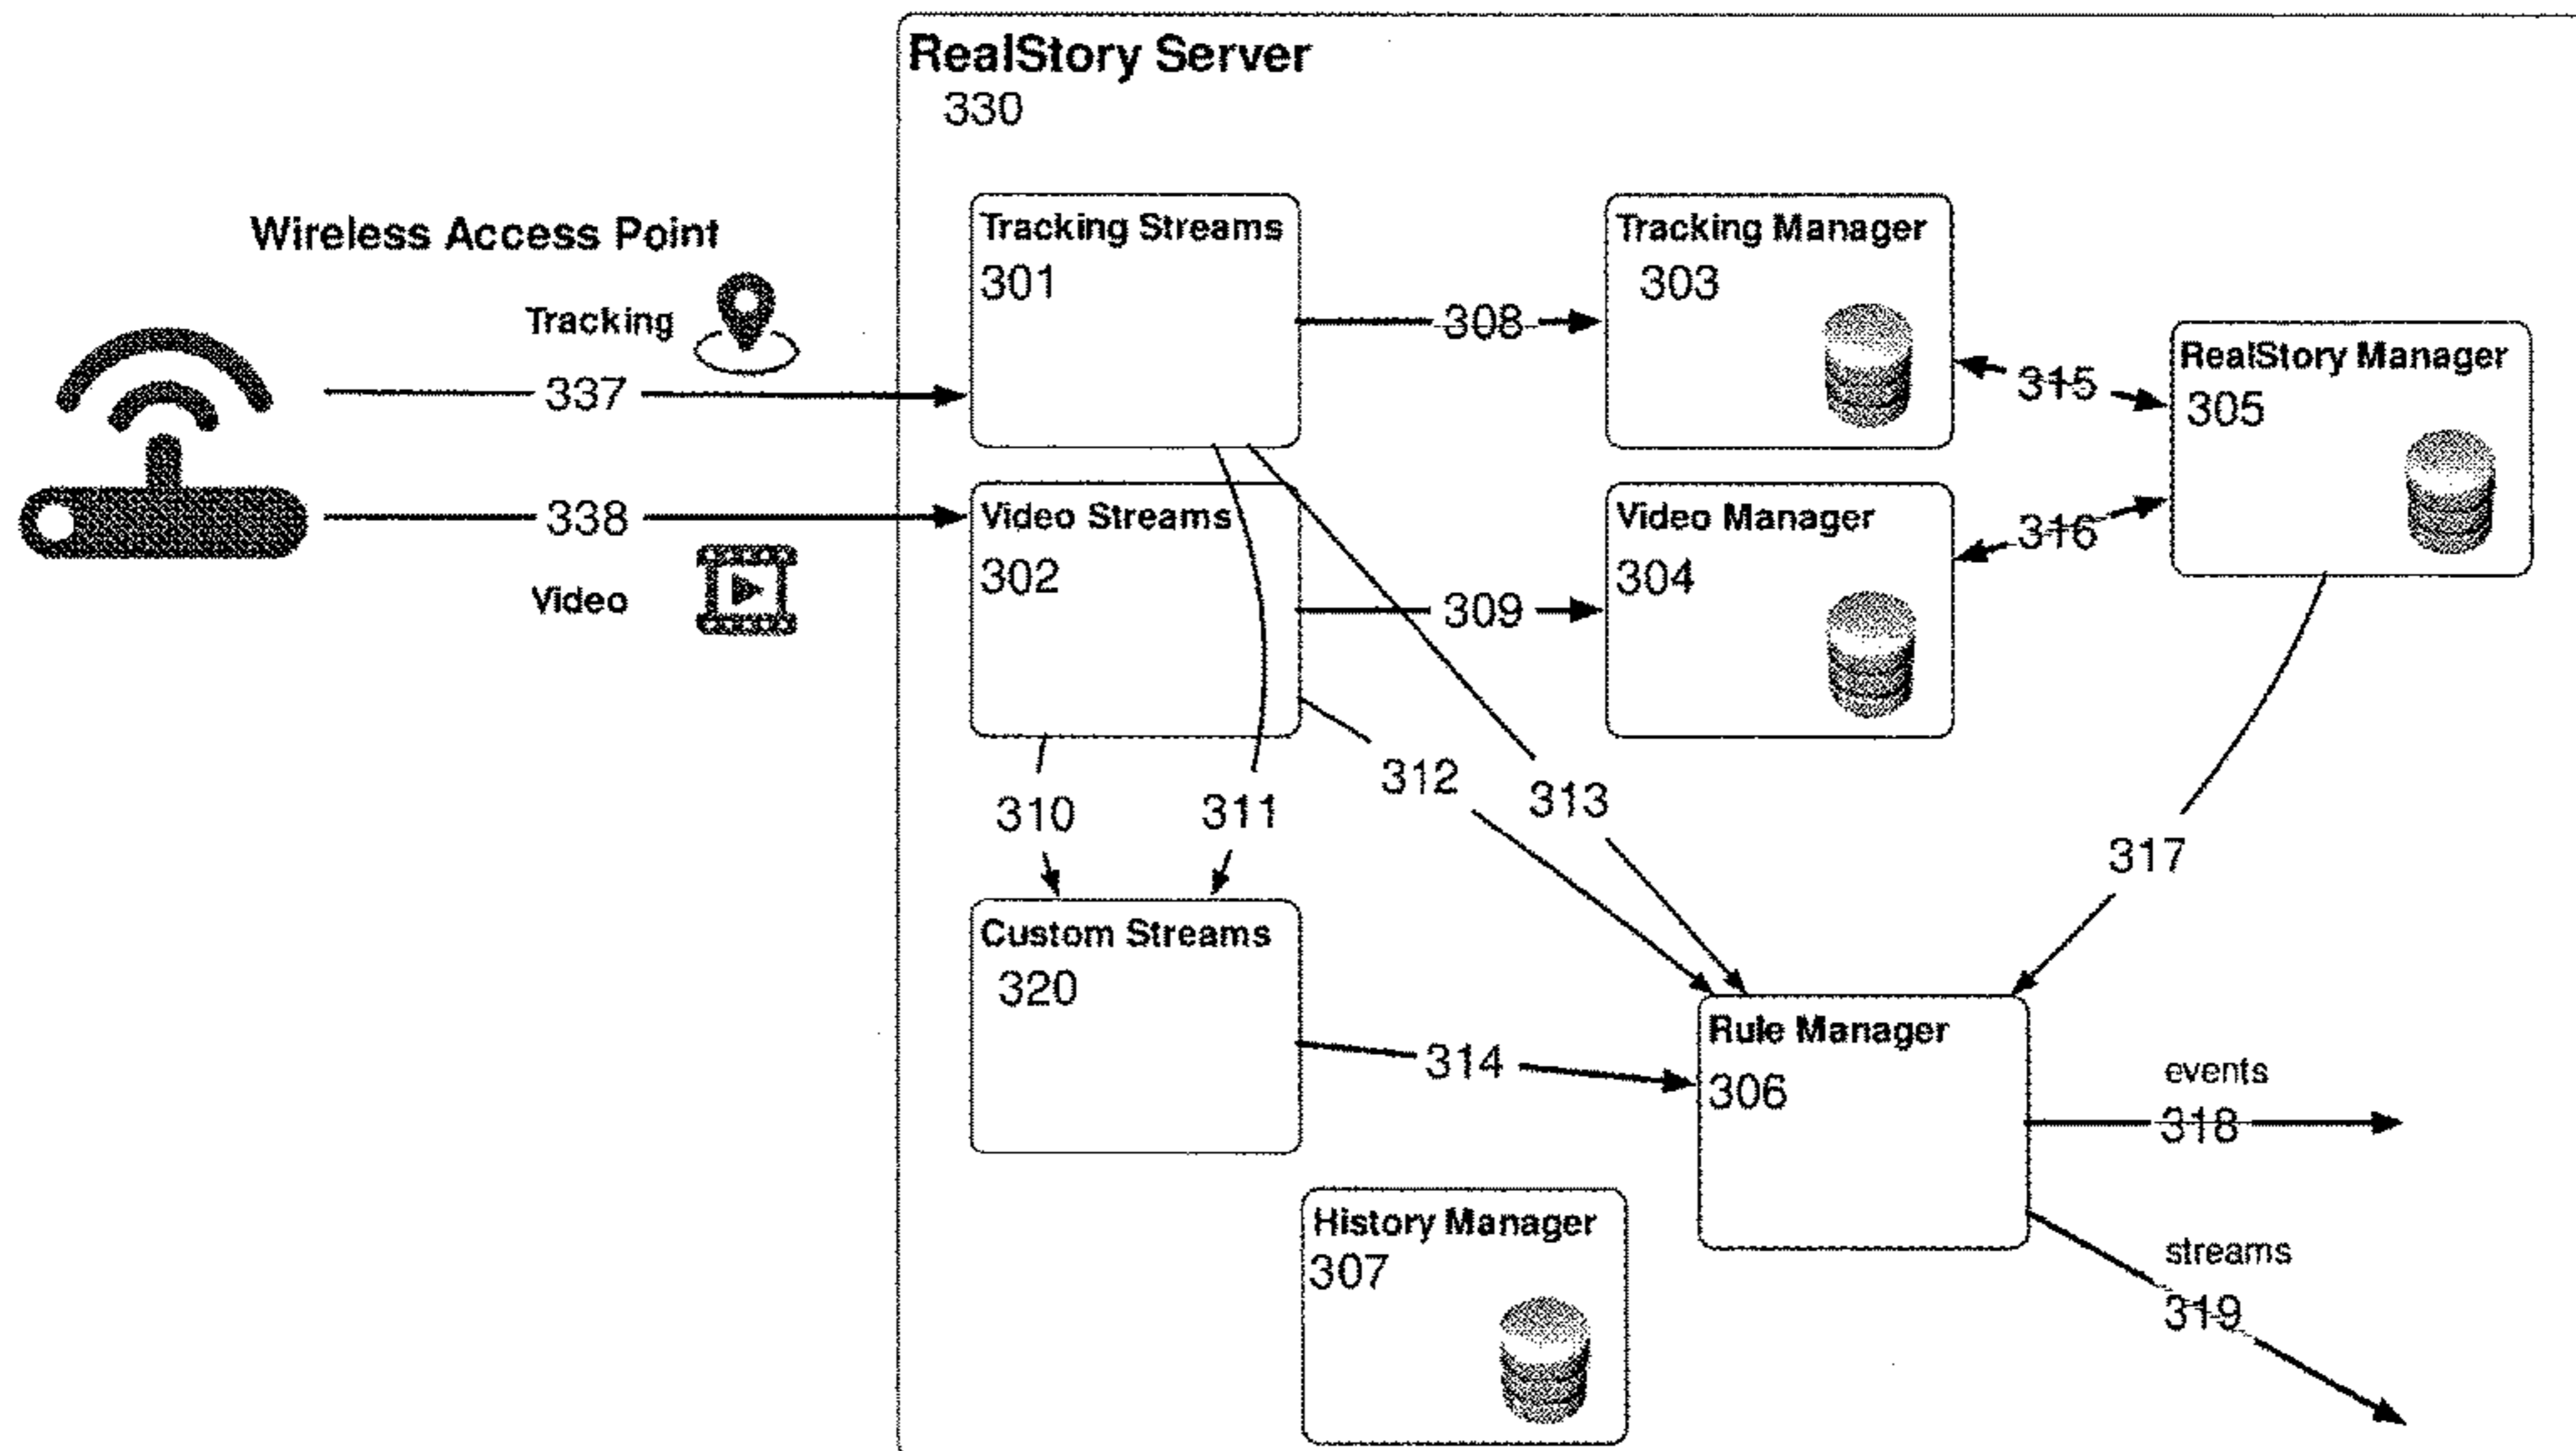 RealStory Server
330
Wireless Access Point
Tracking
337
338
Video
Tracking Streams
301
308
Tracking Manager
303
315
RealStory Manager
305
Video Streams
302
309
Video Manager
304
316
310
311
312
313
317
Custom Streams
320
314
Rule Manager
306
events
318
streams
319
History Manager
307